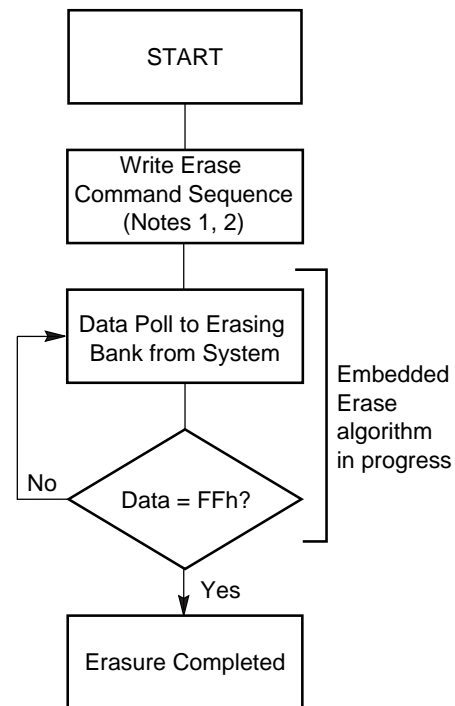 START
Write Erase
Command Sequence
(Notes 1, 2)
Data Poll to Erasing
Bank from System
Embedded
Erase
algorithm
in progress
No
Data = FFh?
Yes
Erasure Completed